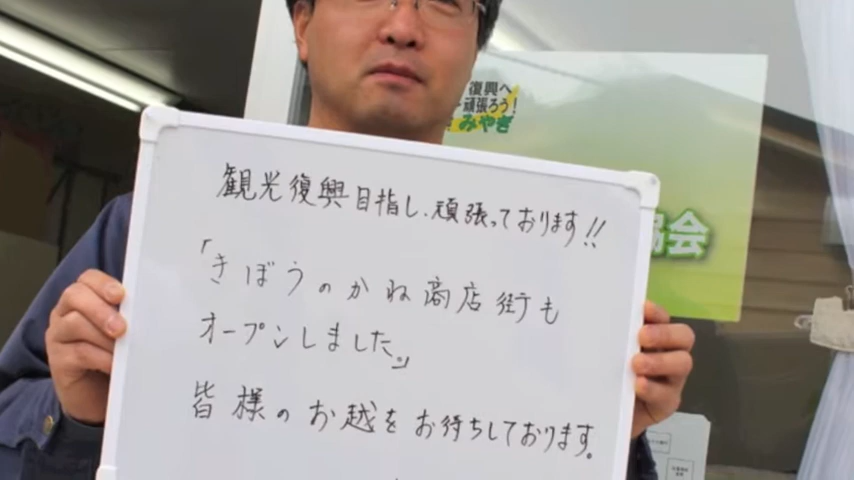 復興へ
頑張ろう!
みやぎ
観光復興目指し、頑張っております!!
「きぼうのかね商店街も
オープンしました。」
皆様のお越をお待ちしております。
協会